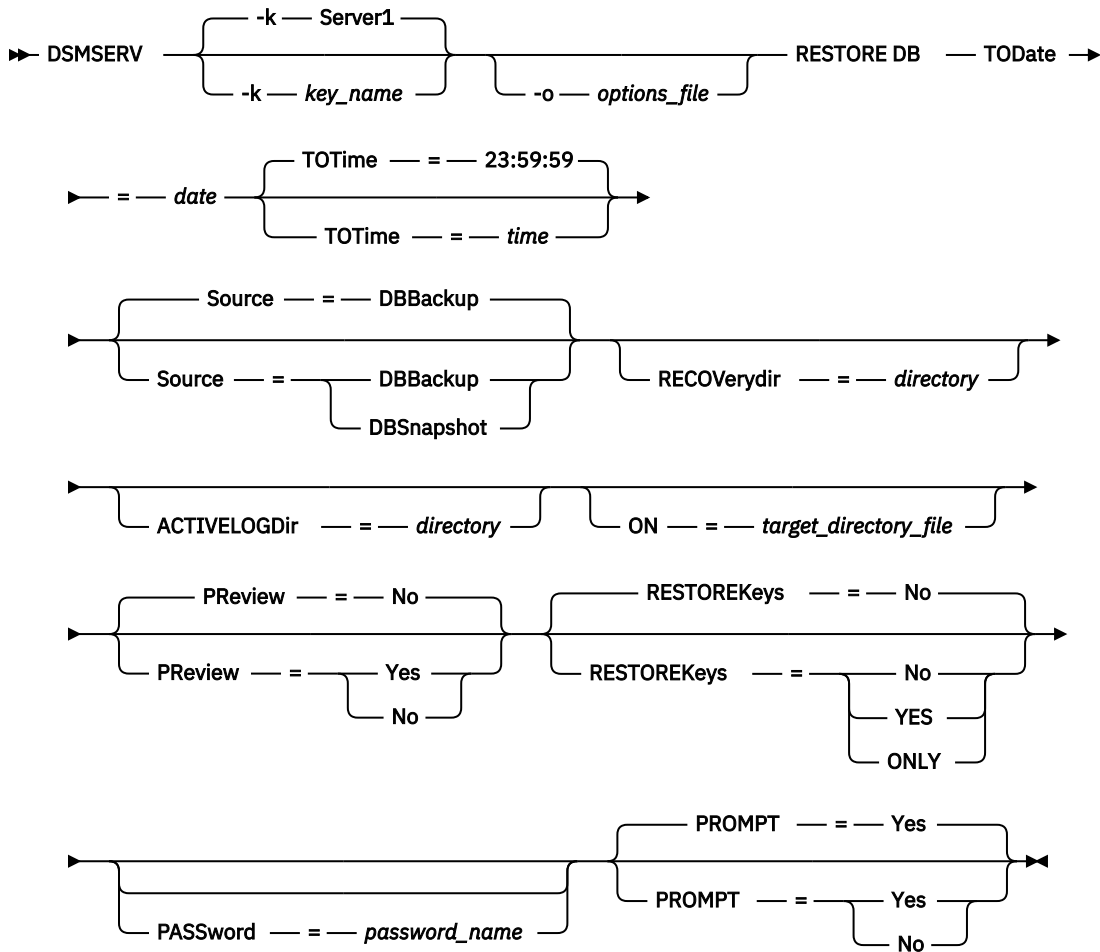 -k Server1
DSMSERV RESTORE DB TODate
-k key_name -o options_file
TOTime = 23:59:59
= date
TOTime = time
Source = DBBackup
Source = DBBackup RECOVerydir = directory
DBSnapshot
ACTIVELOGDir = directory ON = target_directory_file
PReview = No RESTOREKeys = No
PReview = Yes RESTOREKeys = No
No YES
ONLY
PROMPT = Yes
PROMPT = Yes
PASSword = password_name No